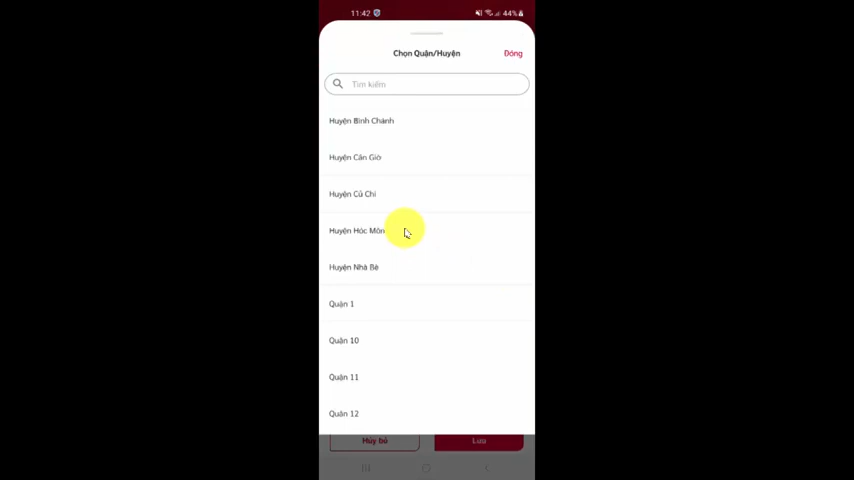 11:42
44%
Chọn Quận/Huyện
Đóng
Tìm kiếm
Huyện Bình Chánh
Huyện Cần Giờ
Huyện Củ Chi
Huyện Hóc Môn
Huyện Nhà Bè
Quận 1
Quận 10
Quận 11
Quận 12
Hủy bỏ
Lưu